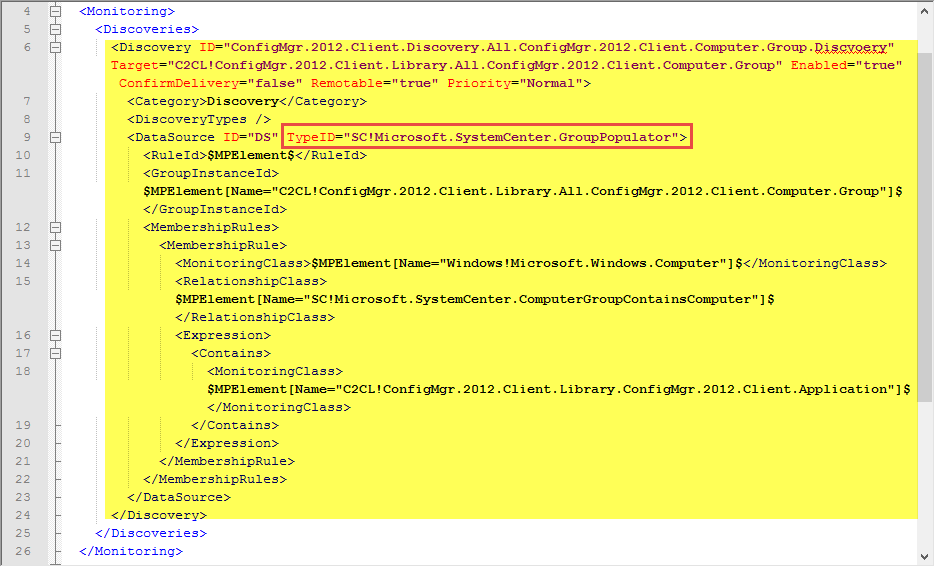 4 <Monitoring>
5 <Discoveries>
6 <Discovery ID="ConfigMgr.2012.Client.Discovery.All.ConfigMgr.2012.Client.Computer.Group.Discvoery"
Target="C2CL!ConfigMgr.2012.Client.Library.All.ConfigMgr.2012.Client.Computer.Group" Enabled="true"
ConfirmDelivery="false" Remotable="true" Priority="Normal">
7 <Category>Discovery</Category>
8 <DiscoveryTypes />
9 <DataSource ID="DS" TypeID="SC!Microsoft.SystemCenter.GroupPopulator">
10 <RuleId>$MPElement$</RuleId>
11 <GroupInstanceId>
$MPElement[Name="C2CL!ConfigMgr.2012.Client.Library.All.ConfigMgr.2012.Client.Computer.Group"]$
</GroupInstanceId>
12 <MembershipRules>
13 <MembershipRule>
14 <MonitoringClass>$MPElement[Name="Windows!Microsoft.Windows.Computer"]$</MonitoringClass>
15 <RelationshipClass>
$MPElement[Name="SC!Microsoft.SystemCenter.ComputerGroupContainsComputer"]$
</RelationshipClass>
16 <Expression>
17 <Contains>
18 <MonitoringClass>
$MPElement[Name="C2CL!ConfigMgr.2012.Client.Library.ConfigMgr.2012.Client.Application"]$
</MonitoringClass>
19 </Contains>
20 </Expression>
21 </MembershipRule>
22 </MembershipRules>
23 </DataSource>
24 </Discovery>
25 </Discoveries>
26 </Monitoring>